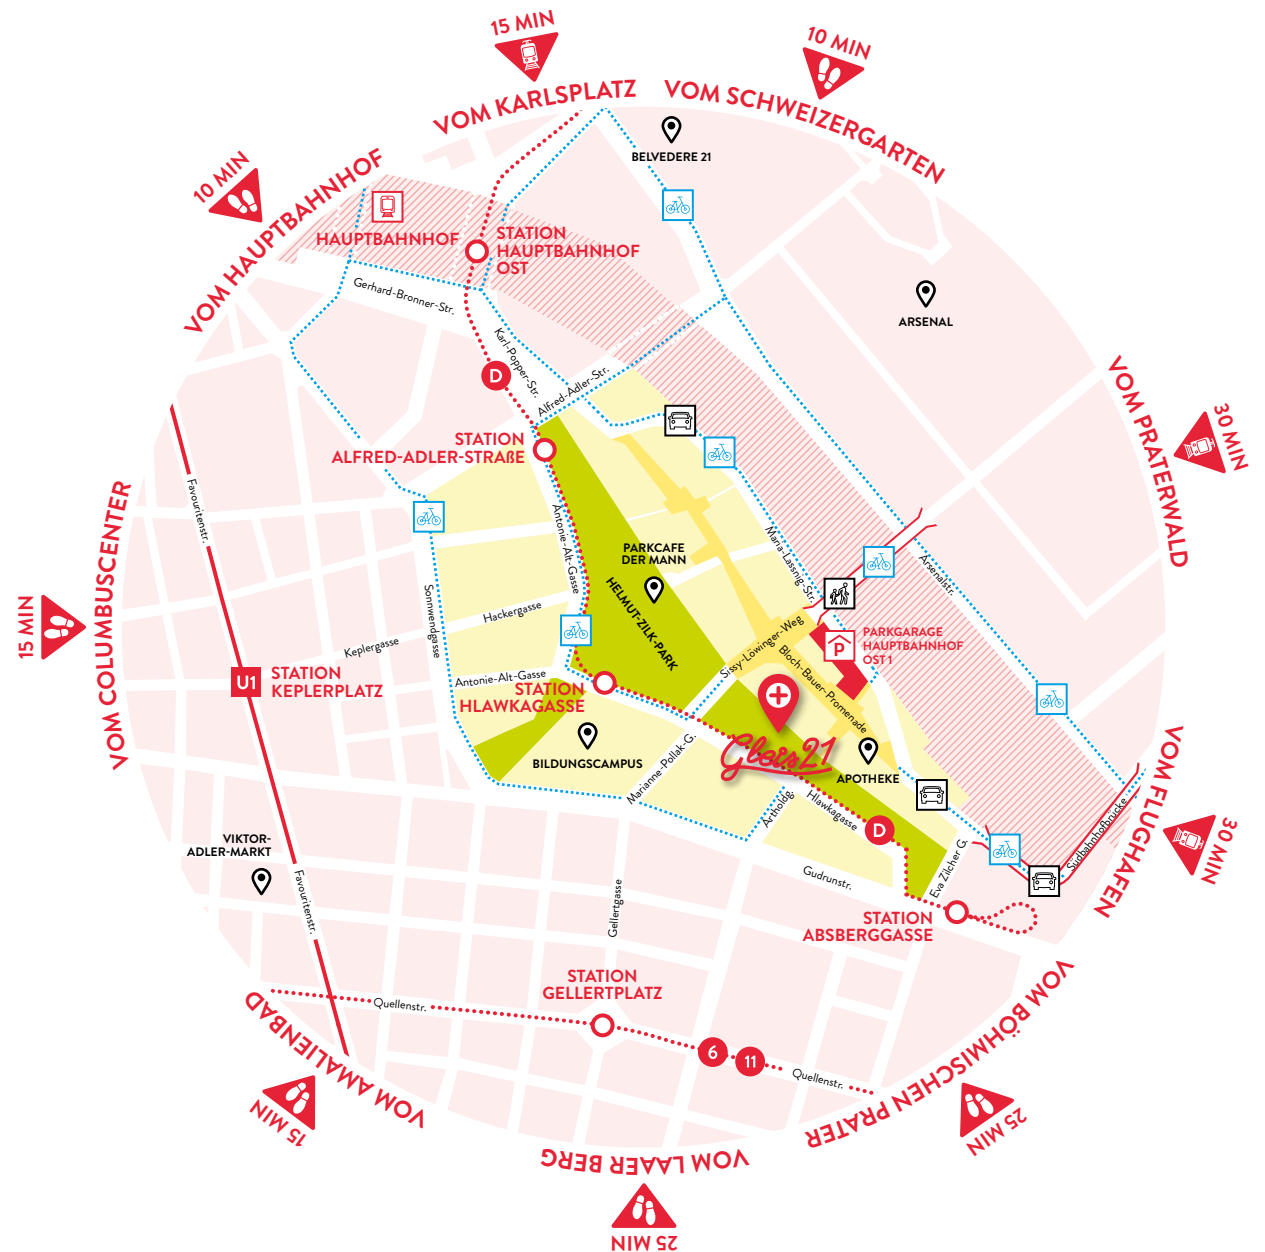 15 MIN
VOM KARLSPLATZ
10 MIN
VOM SCHWEIZERGARTEN
10 MIN
VOM HAUPTBAHNHOF
BELVEDERE 21
HAUPTBAHNHOF
STATION
HAUPTBAHNHOF
OST
Gerhard-Bronner-Str.
ARSENAL
Karl-Popper-Str.
D
Alfred-Adler-Str.
VOM PRATERWALD
30 MIN
STATION
ALFRED-ADLER-STRAßE
Favouritenstr.
Antonie-Alt-Gasse
Maria-Lassnig-Str.
Arsenalstr.
PARKCAFE
DER MANN
HELMUT-ZILK-PARK
Sonnwendgasse
Hackergasse
Keplergasse
15 MIN
VOM COLUMBUSCENTER
Sissy-Löwinger-Weg
P
PARKGARAGE
HAUPTBAHNHOF
OST 1
Bloch-Bauer-Promenade
U1
STATION
KEPLERPLATZ
Antonie-Alt-Gasse
STATION
HLAWKAGASSE
Gleis 21
BILDUNGSCAMPUS
Marianne-Pollak-G.
APOTHEKE
Artholdg.
Hlawkagasse
D
VOM FLUGHAFEN
30 MIN
Südbahnhofbrücke
VIKTOR-
ADLER-MARKT
Favouritenstr.
Gudrunstr.
Eva Zilcher G.
Gellertgasse
STATION
ABSBERGGASSE
STATION
GELLERTPLATZ
Quellenstr.
6
11
Quellenstr.
VOM AMALIENBAD
15 MIN
VOM BÖHMISCHEN PRATER
25 MIN
VOM LAAER BERG
25 MIN